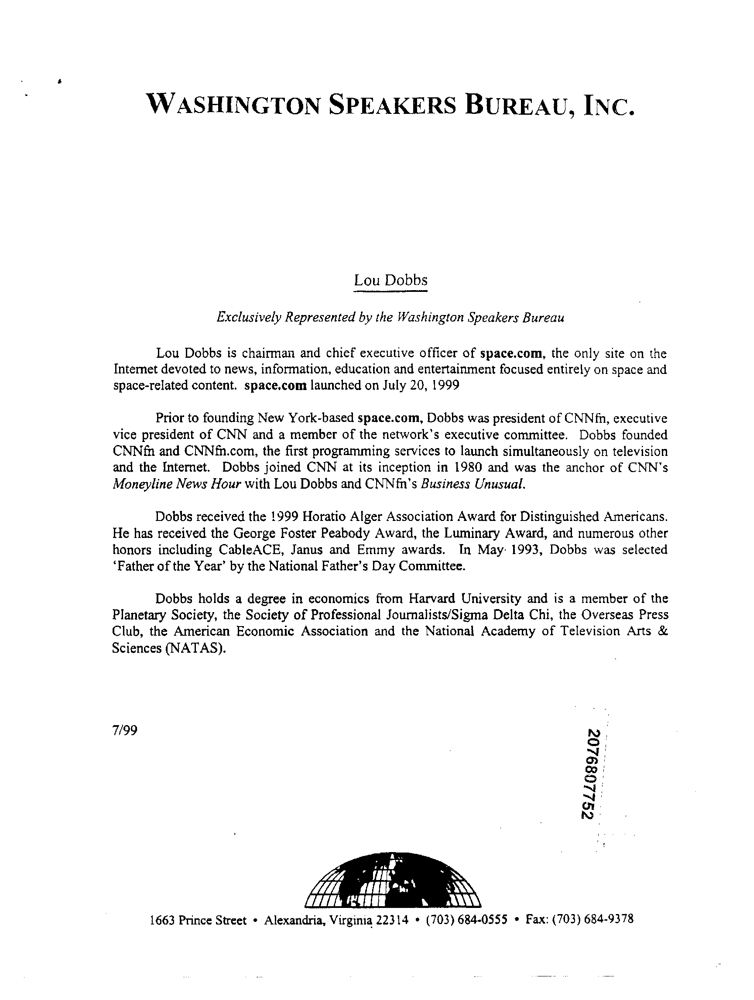 WASHINGTON SPEAKERS BUREAU, INC.
Lou Dobbs
Exclusively Represented by the Washington Speakers Bureau
Lou Dobbs is chairman and chief executive officer of space.com, the only site on the
Internet devoted to news, information, education and entertainment focused entirely on space and
space-related content. space.com launched on July 20, 1999
Prior to founding New York-based space.com, Dobbs was president of CNNfn, executive
vice president of CNN and a member of the network's executive committee. Dobbs founded
CNNfn and CNNfn.com, the first programming services to launch simultaneously on television
and the Internet. Dobbs joined CNN at its inception in 1980 and was the anchor of CNN's
Moneyline News Hour with Lou Dobbs and CNNfn's Business Unusual.
Dobbs received the 1999 Horatio Alger Association Award for Distinguished Americans.
He has received the George Foster Peabody Award, the Luminary Award, and numerous other
honors including CableACE, Janus and Emmy awards. In May 1993, Dobbs was selected
'Father of the Year' by the National Father's Day Committee.
Dobbs holds a degree in economics from Harvard University and is a member of the
Planetary Society, the Society of Professional Journalists/Sigma Delta Chi, the Overseas Press
Club, the American Economic Association and the National Academy of Television Arts &
Sciences (NATAS).
7/99
2076807752
1663 Prince Street • Alexandria, Virginia 22314 • (703) 684-0555 • Fax: (703) 684-9378